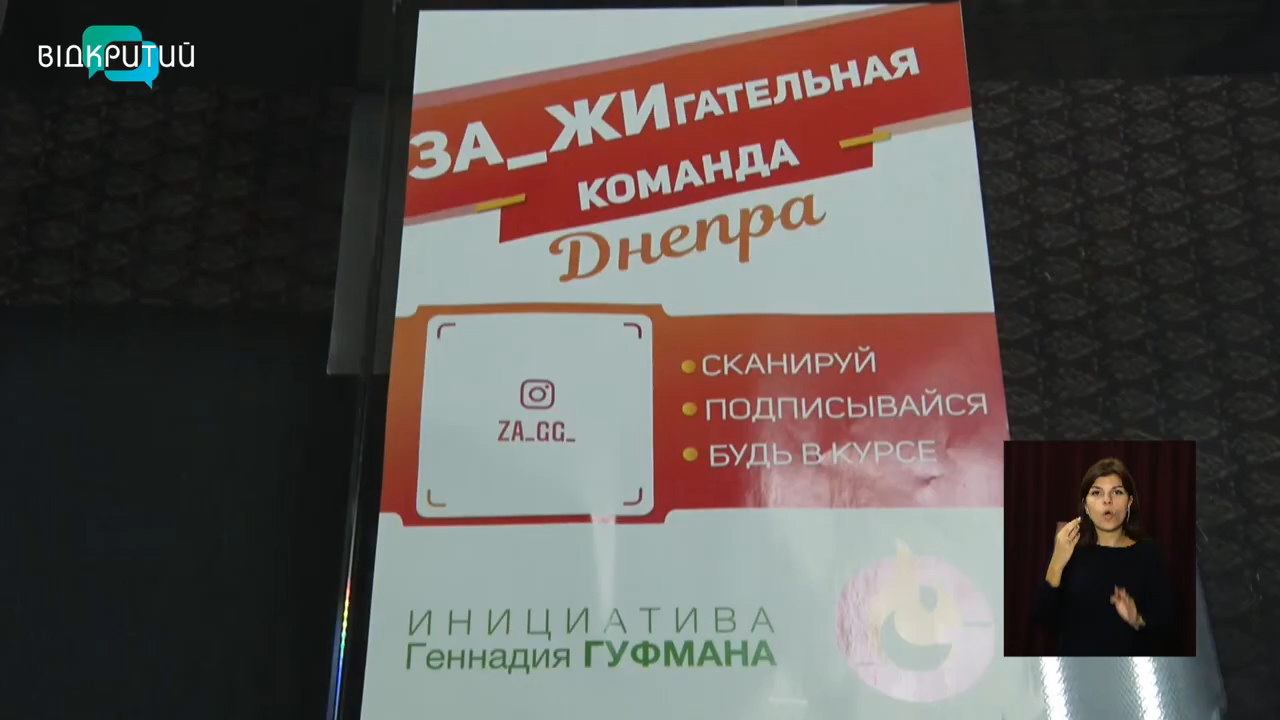 ВІДКРИТИЙ
ЗА_ЖИГАТЕЛЬНАЯ
КОМАНДА
Днепра
СКАНИРУЙ
ПОДПИСЫВАЙСЯ
БУДЬ В КУРСЕ
ZA_GG_
ИНИЦИАТИВА
Геннадия ГУФМАНА